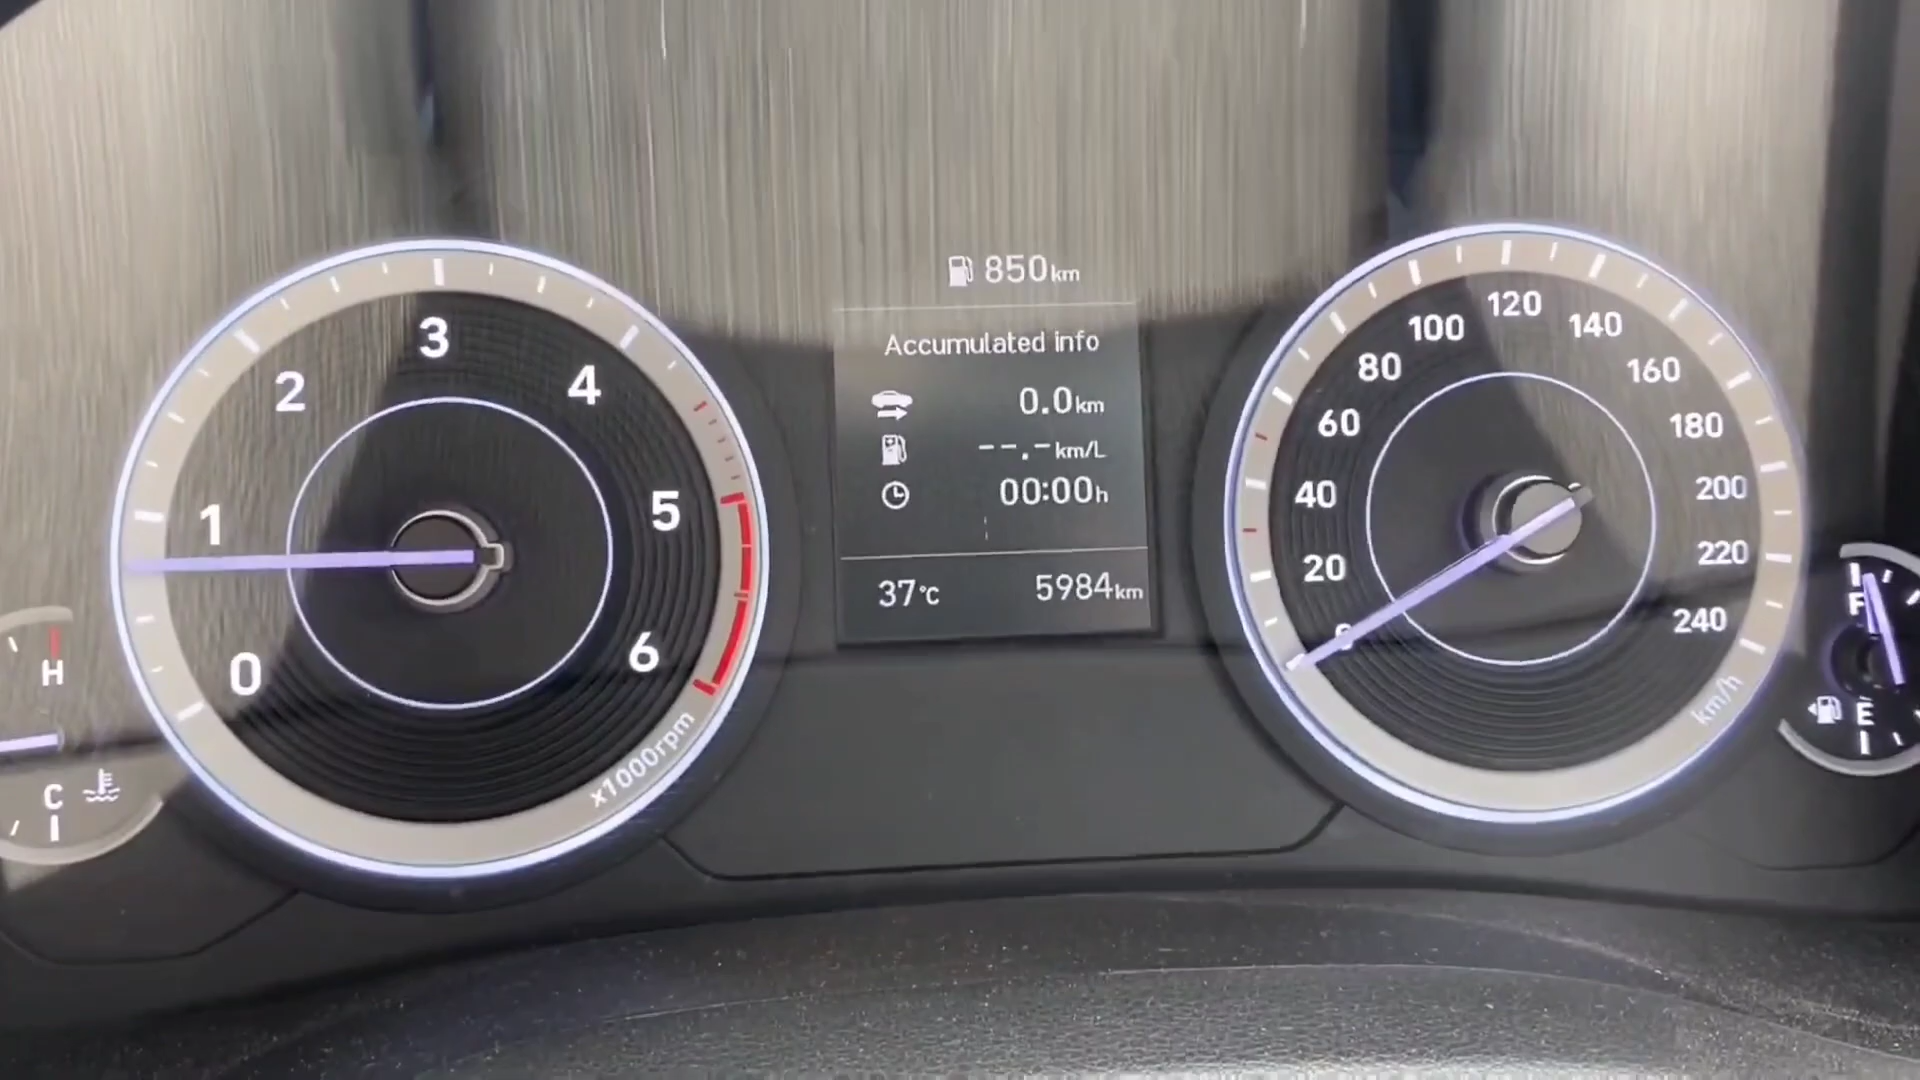 850km
Accumulated info
0.0km
--.-km/L
00:00h
37°C 5984km
0
1
2
3
4
5
6
x1000rpm
H
C
20
40
60
80
100
120
140
160
180
200
220
240
km/h
F
E